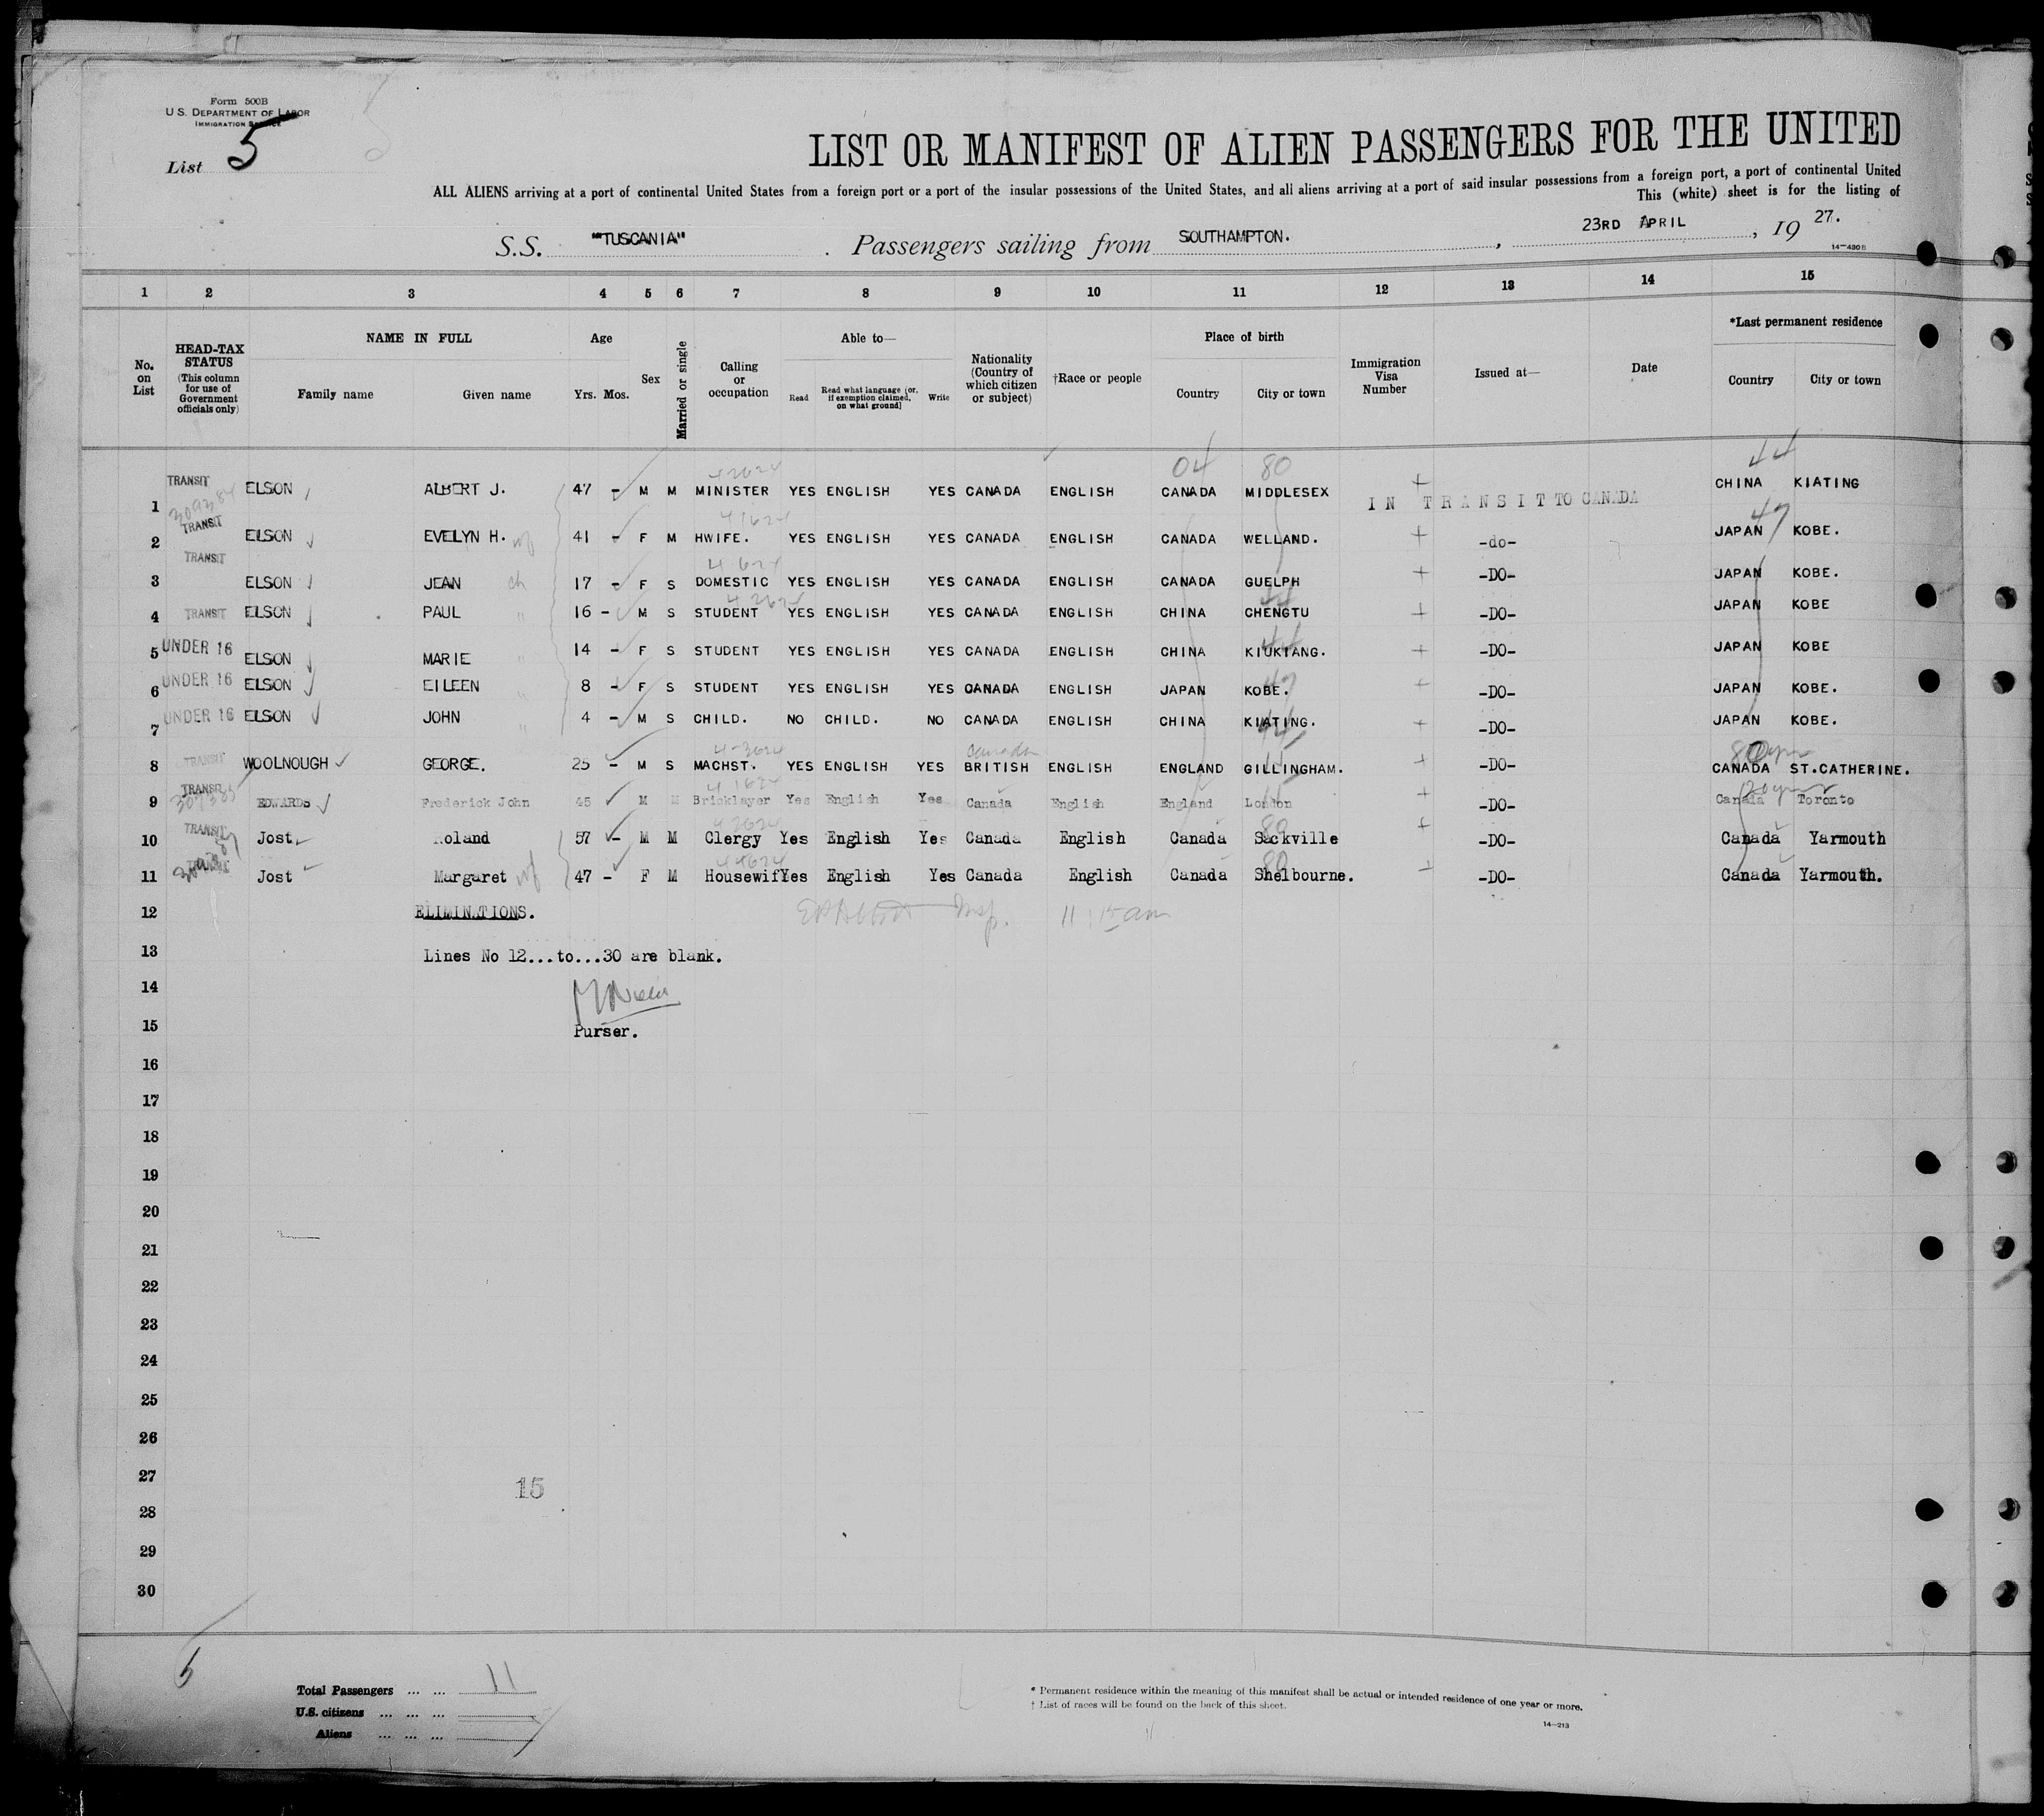 Form 500B
U.S. DEPARTMENT OF LABOR
IMMIGRATION SERVICE
List 5
LIST OR MANIFEST OF ALIEN PASSENGERS FOR THE UNITED
ALL ALIENS arriving at a port of continental United States from a foreign port or a port of the insular possessions of the United States, and all aliens arriving at a port of said insular possessions from a foreign port, a port of continental United
This (white) sheet is for the listing of
S.S. "TUSCANIA" . Passengers sailing from SOUTHAMPTON. , 23RD APRIL , 19 27.
14-430B
1 2 3 4 5 6 7 8 9 10 11 12 13 14 15
No. on List
HEAD-TAX STATUS (This column for use of Government officials only)
NAME IN FULL
Family name Given name
Age
Yrs. Mos.
Sex
Married or single
Calling or occupation
Able to—
Read Read what language (or, if exemption claimed, on what ground) Write
Nationality (Country of which citizen or subject)
†Race or people
Place of birth
Country City or town
Immigration Visa Number
Issued at—
Date
*Last permanent residence
Country City or town
04 80 44
1 TRANSIT ELSON ALBERT J. 47 - M M MINISTER YES ENGLISH YES CANADA ENGLISH CANADA MIDDLESEX IN TRANSIT TO CANADA CHINA KIATING
47
2 TRANSIT ELSON EVELYN H. wf 41 - F M HWIFE. YES ENGLISH YES CANADA ENGLISH CANADA WELLAND. -do- JAPAN KOBE.
3 TRANSIT ELSON JEAN ch 17 - F S DOMESTIC YES ENGLISH YES CANADA ENGLISH CANADA GUELPH -DO- JAPAN KOBE.
4 TRANSIT ELSON PAUL " 16 - M S STUDENT YES ENGLISH YES CANADA ENGLISH CHINA CHENGTU -DO- JAPAN KOBE
5 UNDER 16 ELSON MARIE " 14 - F S STUDENT YES ENGLISH YES CANADA ENGLISH CHINA KIUKIANG. -DO- JAPAN KOBE
6 UNDER 16 ELSON EILEEN " 8 - F S STUDENT YES ENGLISH YES CANADA ENGLISH JAPAN KOBE. -DO- JAPAN KOBE.
7 UNDER 16 ELSON JOHN " 4 - M S CHILD. NO CHILD. NO CANADA ENGLISH CHINA KIATING. -DO- JAPAN KOBE.
Canada
8 TRANSIT WOOLNOUGH GEORGE. 25 - M S MACHST. YES ENGLISH YES BRITISH ENGLISH ENGLAND GILLINGHAM. -DO- CANADA ST.CATHERINE.
9 TRANSIT EDWARDS Frederick John 45 M M Bricklayer Yes English Yes Canada English England London -DO- Canada Toronto
10 TRANSIT Jost Roland 57 - M M Clergy Yes English Yes Canada English Canada Sackville -DO- Canada Yarmouth
11 TRANSIT Jost Margaret wf 47 - F M Housewife Yes English Yes Canada English Canada Shelbourne. -DO- Canada Yarmouth.
12 ELIMINATIONS. Insp. 11:15 am
13 Lines No 12...to...30 are blank.
14
15 Purser.
16
17
18
19
20
21
22
23
24
25
26
27
15
28
29
30
5
Total Passengers ... ... 11
U.S. citizens ... ... ...
Aliens ... ... ...
* Permanent residence within the meaning of this manifest shall be actual or intended residence of one year or more.
† List of races will be found on the back of this sheet.
14-213